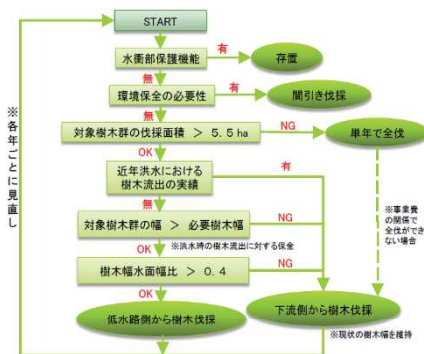 START
水衝部保護機能
有
存置
無
環境保全の必要性
有
間引き伐採
無
対象樹木群の伐採面積 ＞ 5.5ha
NG
単年で全伐
OK
近年洪水における
樹木流出の実績
有
無
※事業費
の関係で
全伐ができ
ない場合
対象樹木群の幅 ＞ 必要樹木幅
NG
OK
※洪水時の樹木流出に対する保全
樹木幅水面幅比 ＞ 0.4
NG
OK
低水路側から樹木伐採
下流側から樹木伐採
※現状の樹木幅を維持
※各年ごとに見直し